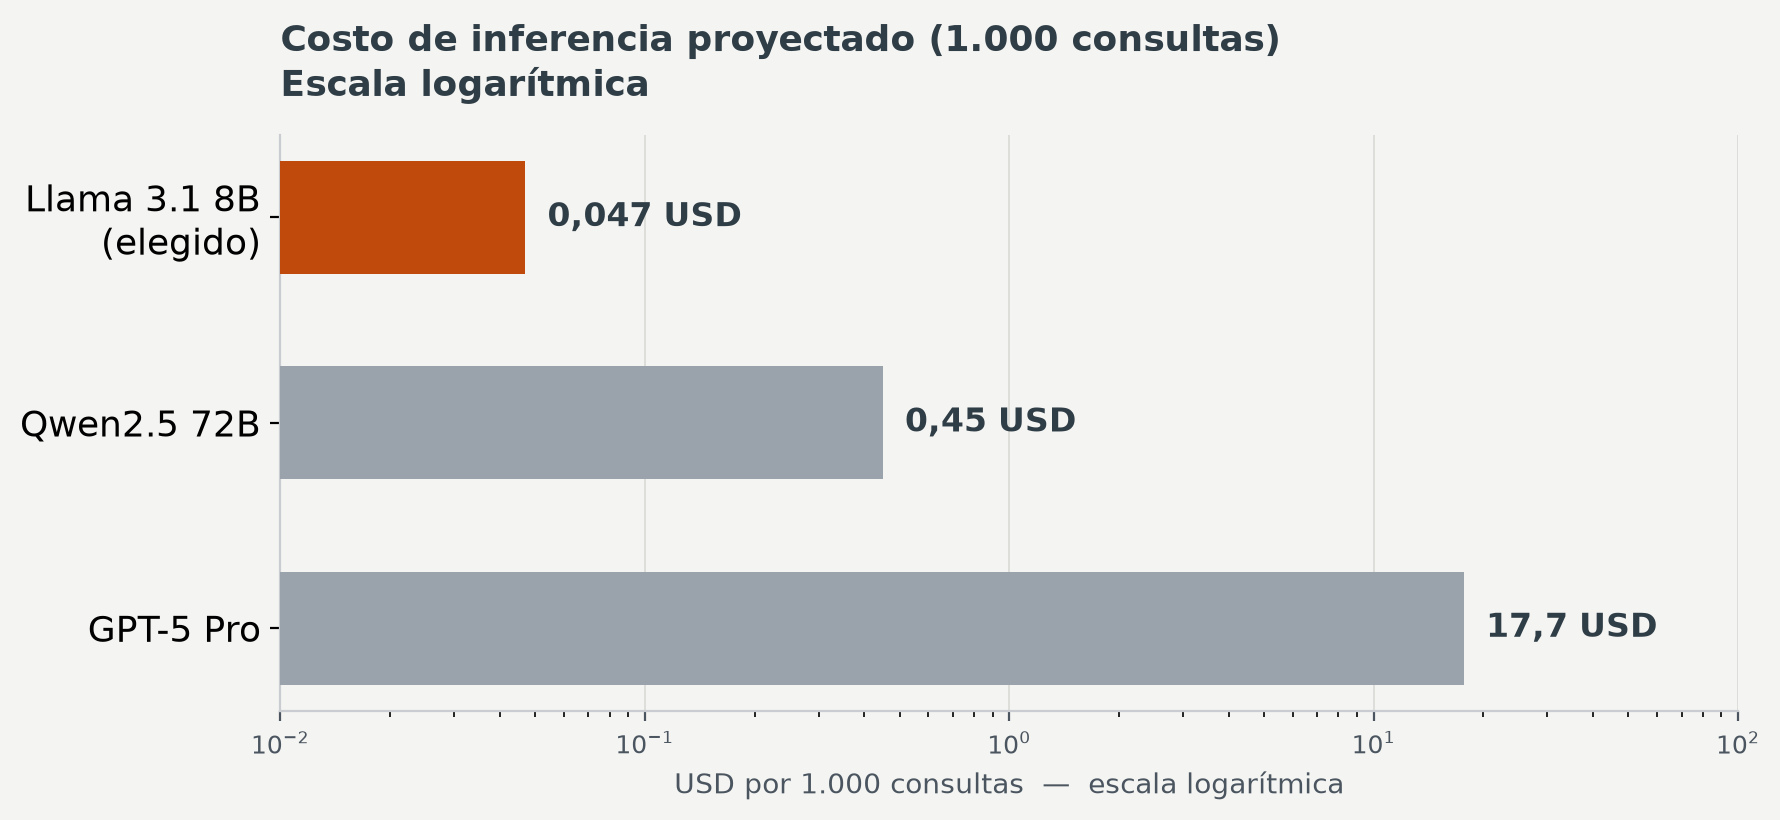 Costo de inferencia proyectado (1.000 consultas)
Escala logarítmica
Llama 3.1 8B
(elegido)
0,047 USD
Qwen2.5 72B
0,45 USD
GPT-5 Pro
17,7 USD
10⁻² 10⁻¹ 10⁰ 10¹ 10²
USD por 1.000 consultas — escala logarítmica